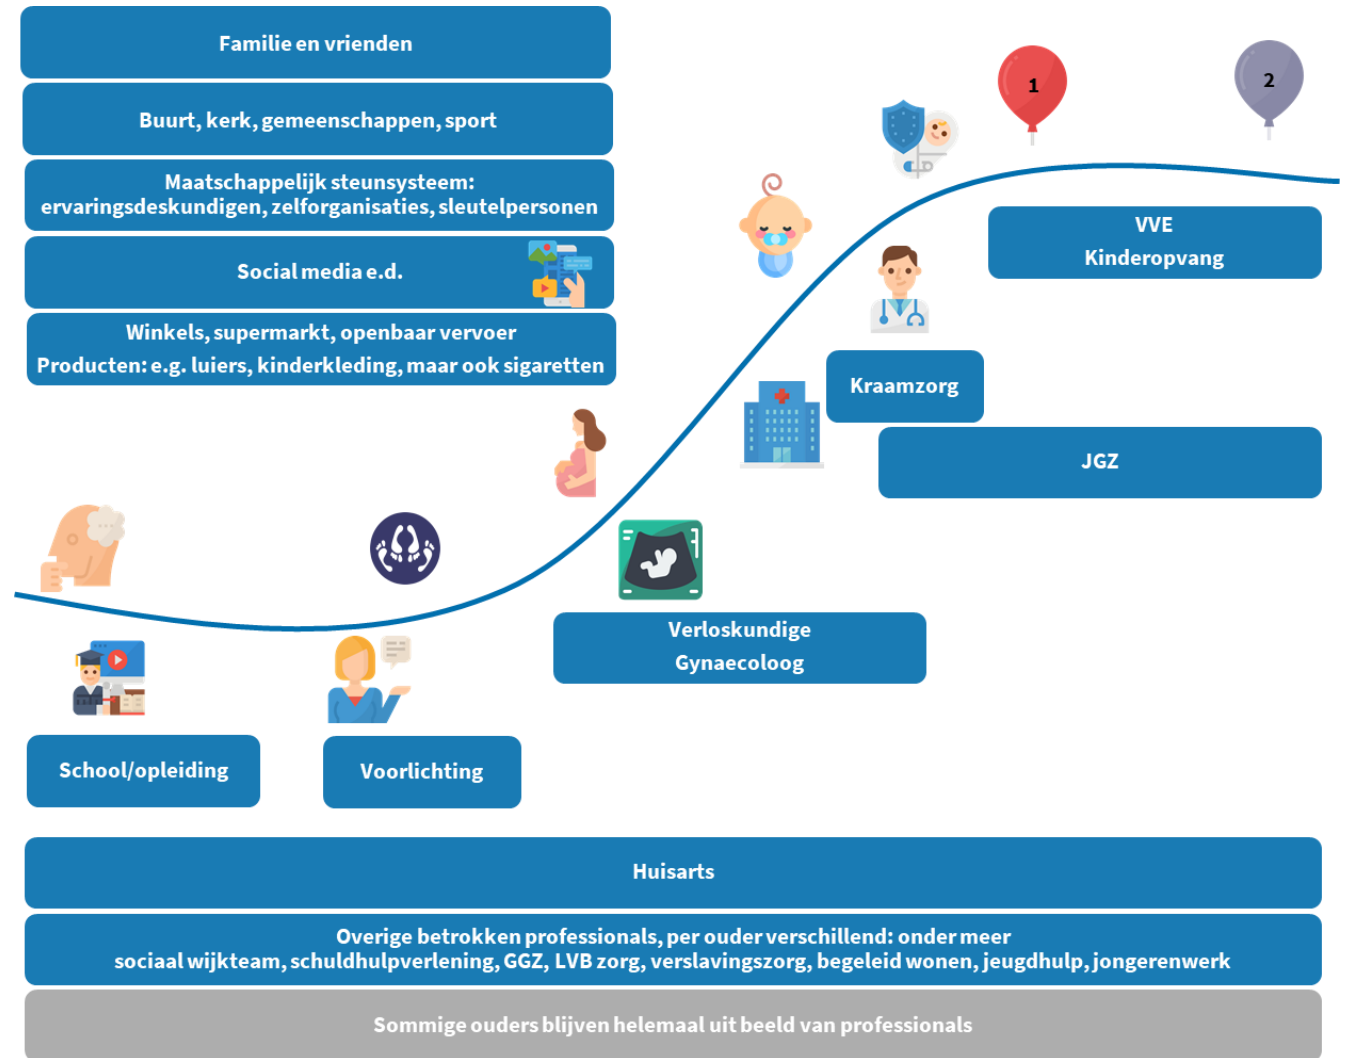 Familie en vrienden
Buurt, kerk, gemeenschappen, sport
Maatschappelijk steunsysteem:
ervaringsdeskundigen, zelforganisaties, sleutelpersonen
Social media e.d.
Winkels, supermarkt, openbaar vervoer
Producten: e.g. luiers, kinderkleding, maar ook sigaretten
1
2
VVE
Kinderopvang
Kraamzorg
JGZ
Verloskundige
Gynaecoloog
School/opleiding
Voorlichting
Huisarts
Overige betrokken professionals, per ouder verschillend: onder meer
sociaal wijkteam, schuldhulpverlening, GGZ, LVB zorg, verslavingszorg, begeleid wonen, jeugdhulp, jongerenwerk
Sommige ouders blijven helemaal uit beeld van professionals